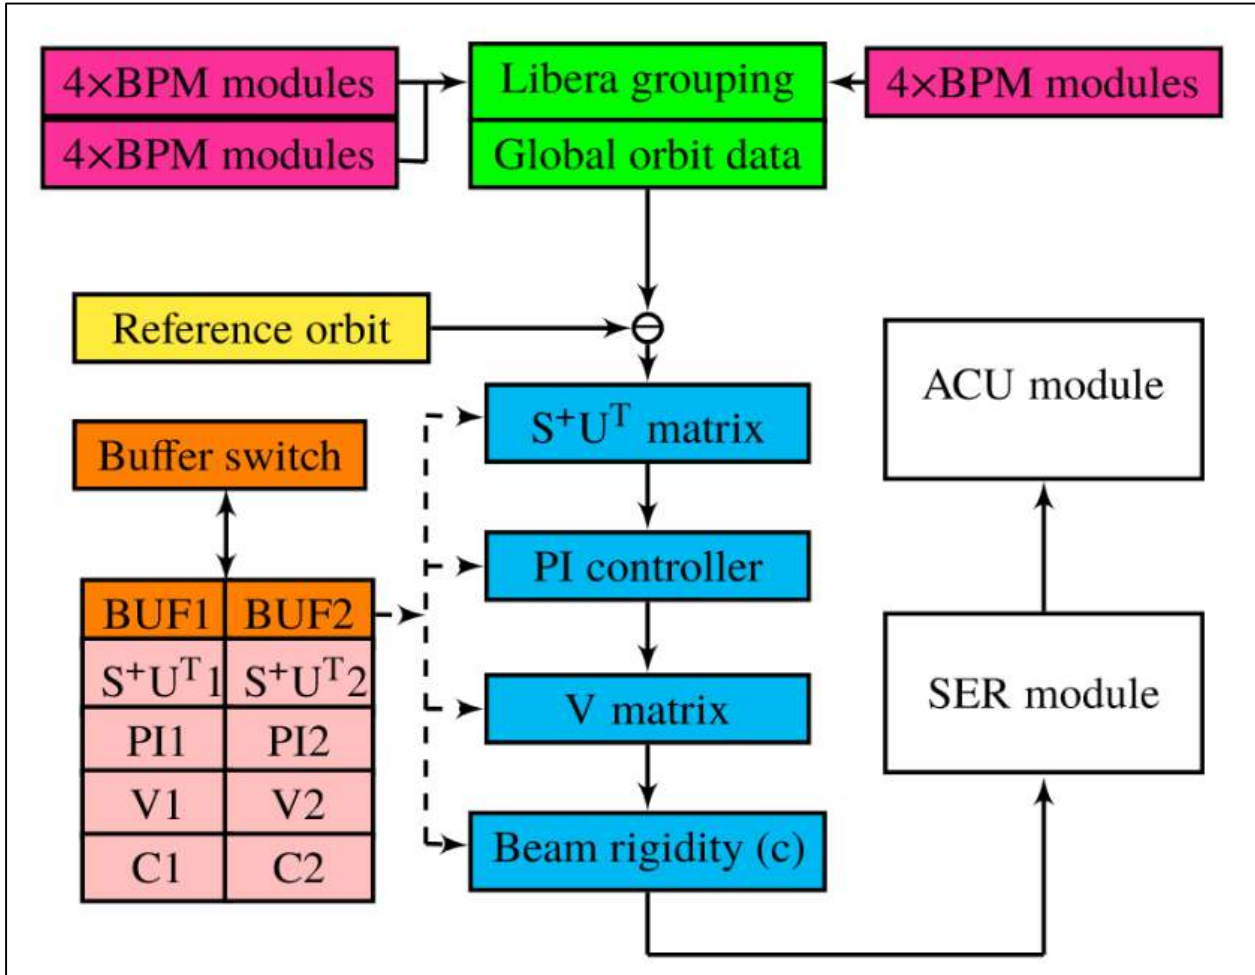 4×BPM modules
4×BPM modules
Libera grouping
Global orbit data
4×BPM modules
Reference orbit
S⁺Uᵀ matrix
PI controller
V matrix
Beam rigidity (c)
Buffer switch
BUF1 BUF2
S⁺Uᵀ1 S⁺Uᵀ2
PI1 PI2
V1 V2
C1 C2
ACU module
SER module